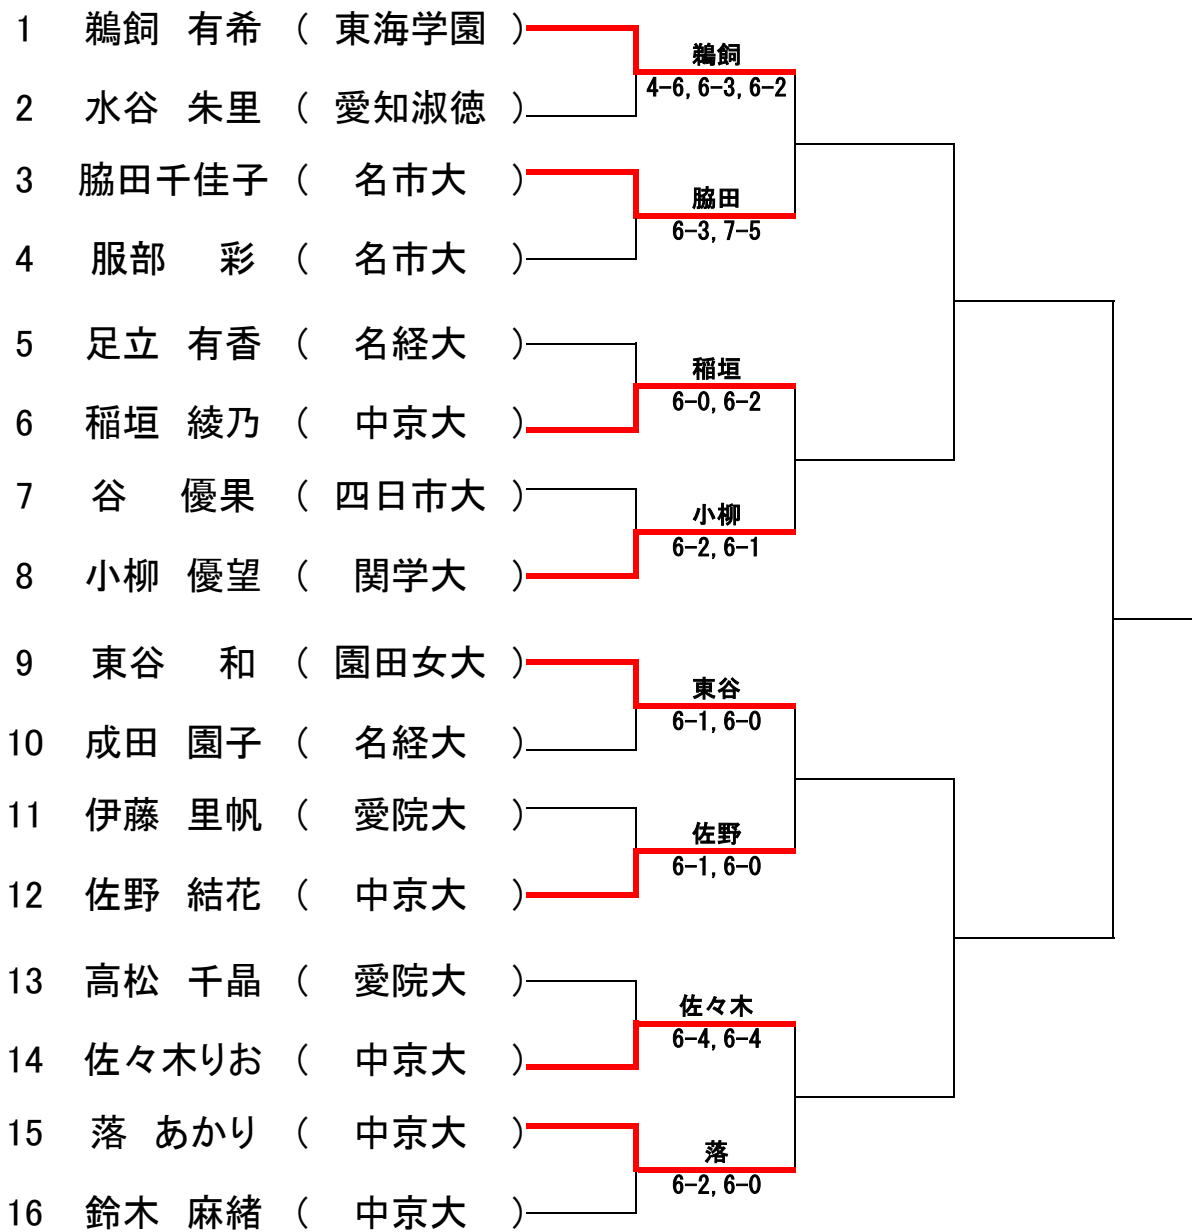 1 鵜飼 有希 ( 東海学園 )
鵜飼
4-6, 6-3, 6-2
2 水谷 朱里 ( 愛知淑徳 )
3 脇田千佳子 ( 名市大 )
脇田
6-3, 7-5
4 服部 彩 ( 名市大 )
5 足立 有香 ( 名経大 )
稲垣
6-0, 6-2
6 稲垣 綾乃 ( 中京大 )
7 谷 優果 ( 四日市大 )
小柳
6-2, 6-1
8 小柳 優望 ( 関学大 )
9 東谷 和 ( 園田女大 )
東谷
6-1, 6-0
10 成田 園子 ( 名経大 )
11 伊藤 里帆 ( 愛院大 )
佐野
6-1, 6-0
12 佐野 結花 ( 中京大 )
13 高松 千晶 ( 愛院大 )
佐々木
6-4, 6-4
14 佐々木りお ( 中京大 )
15 落 あかり ( 中京大 )
落
6-2, 6-0
16 鈴木 麻緒 ( 中京大 )